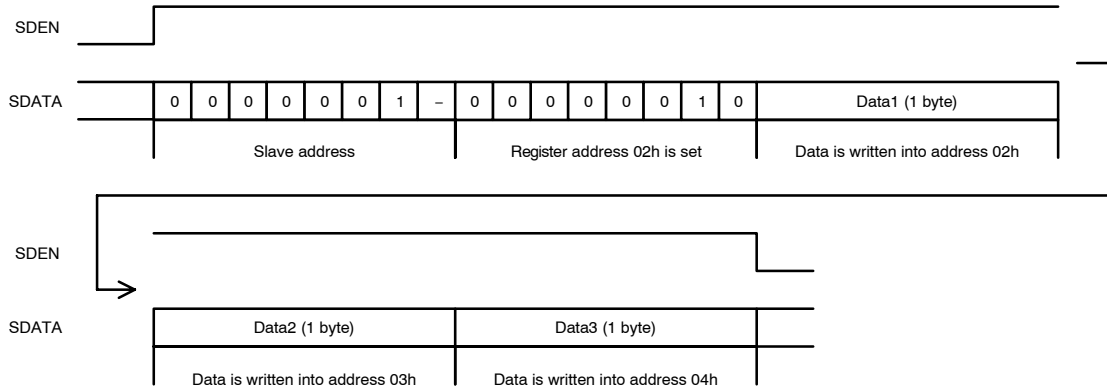 SDEN
SDATA 0 0 0 0 0 0 1 – 0 0 0 0 0 0 1 0 Data1 (1 byte)
Slave address Register address 02h is set Data is written into address 02h
SDEN
SDATA Data2 (1 byte) Data3 (1 byte)
Data is written into address 03h Data is written into address 04h